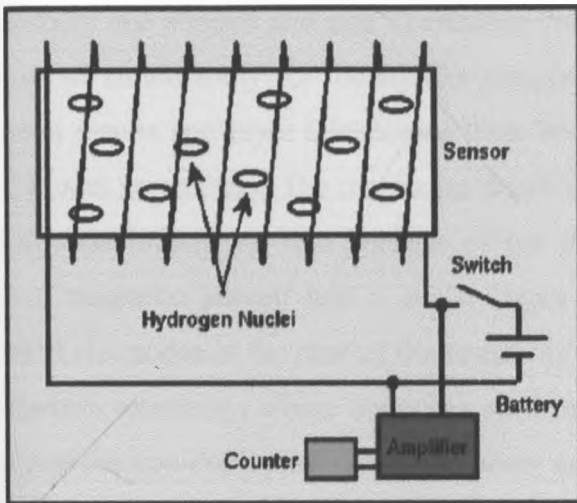 Sensor
Switch
Hydrogen Nuclei
Battery
Amplifier
Counter